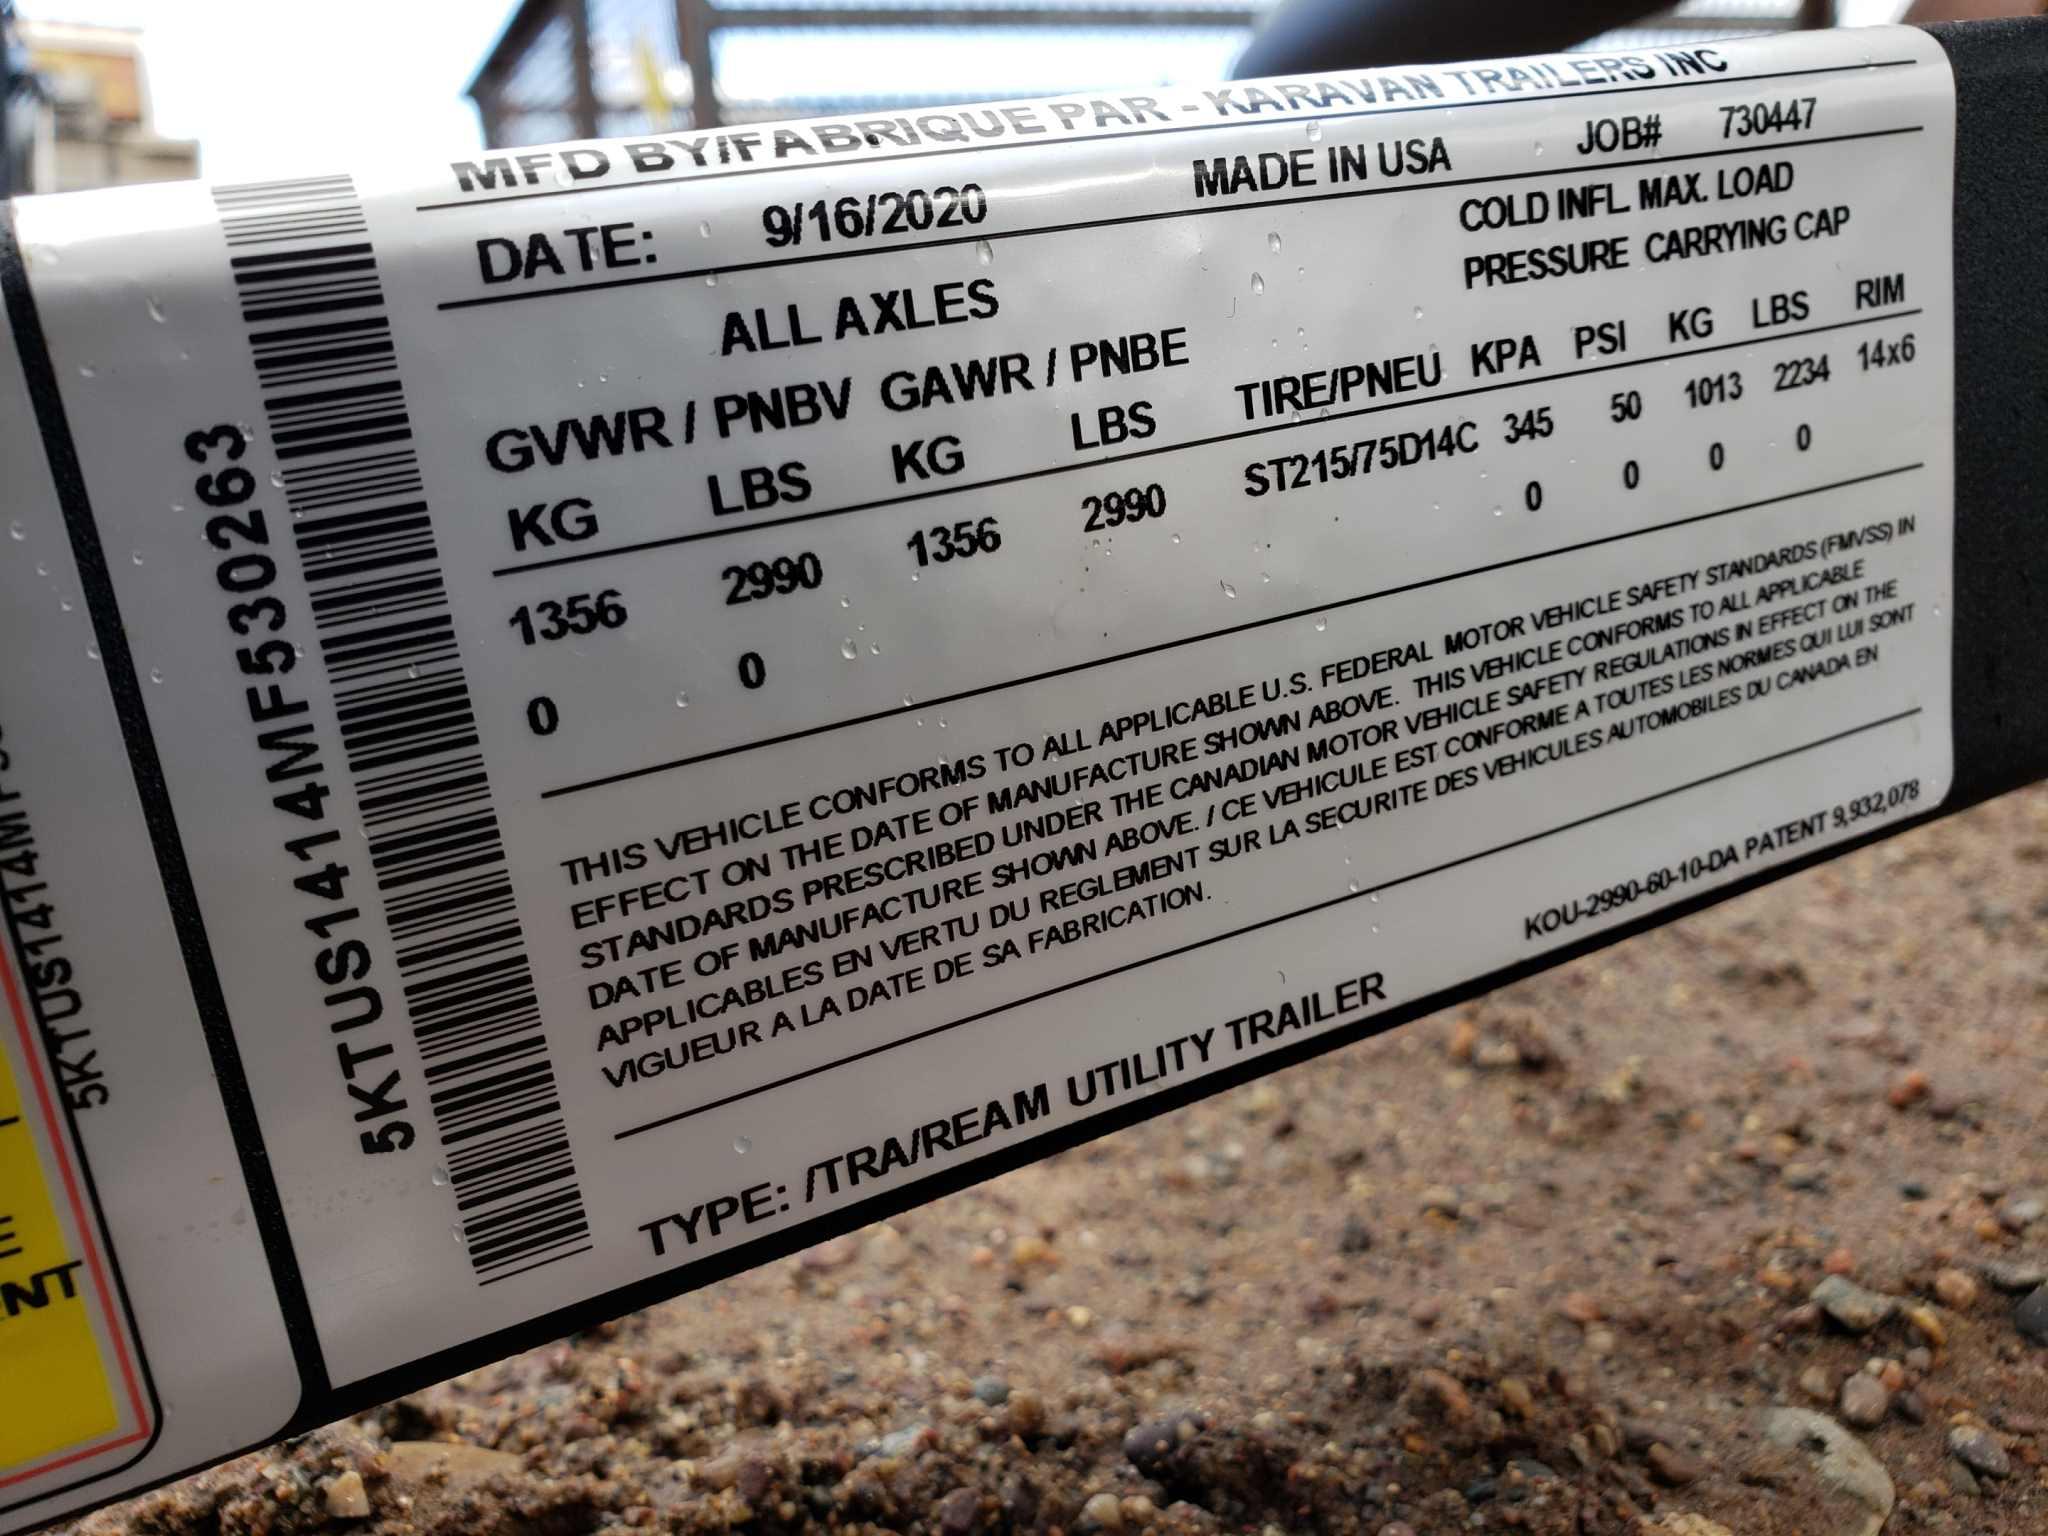 MFD BY/FABRIQUE PAR - KARAVAN TRAILERS INC
DATE: 9/16/2020 MADE IN USA JOB# 730447
ALL AXLES COLD INFL. MAX. LOAD
PRESSURE CARRYING CAP
GVWR / PNBV GAWR / PNBE
KG LBS KG LBS TIRE/PNEU KPA PSI KG LBS RIM
1356 2990 1356 2990 ST215/75D14C 345 50 1013 2234 14x6
0 0 0 0 0 0
THIS VEHICLE CONFORMS TO ALL APPLICABLE U.S. FEDERAL MOTOR VEHICLE SAFETY STANDARDS (FMVSS) IN
EFFECT ON THE DATE OF MANUFACTURE SHOWN ABOVE. THIS VEHICLE CONFORMS TO ALL APPLICABLE
STANDARDS PRESCRIBED UNDER THE CANADIAN MOTOR VEHICLE SAFETY REGULATIONS IN EFFECT ON THE
DATE OF MANUFACTURE SHOWN ABOVE. / CE VEHICULE EST CONFORME A TOUTES LES NORMES QUI LUI SONT
APPLICABLES EN VERTU DU REGLEMENT SUR LA SECURITE DES VEHICULES AUTOMOBILES DU CANADA EN
VIGUEUR A LA DATE DE SA FABRICATION.
KOU-2990-60-10-DA PATENT 9,932,078
TYPE: /TRA/REAM UTILITY TRAILER
5KTUS1414MF530263
5KTUS1414MF5
E
NT